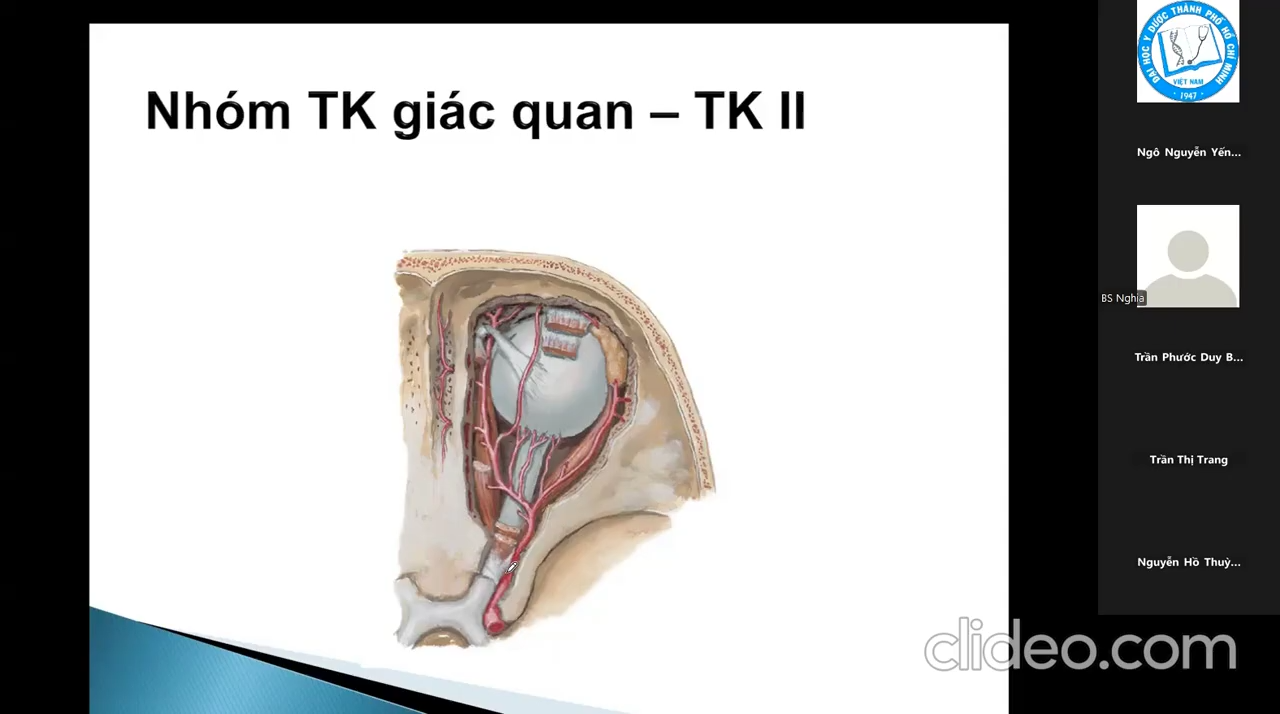 Nhóm TK giác quan – TK II
ĐẠI HỌC Y DƯỢC THÀNH PHỐ HỒ CHÍ MINH
VIỆT NAM
· 1947 ·
Ngô Nguyễn Yến...
BS Nghĩa
Trần Phước Duy B...
Trần Thị Trang
Nguyễn Hồ Thuỳ...
clideo.com